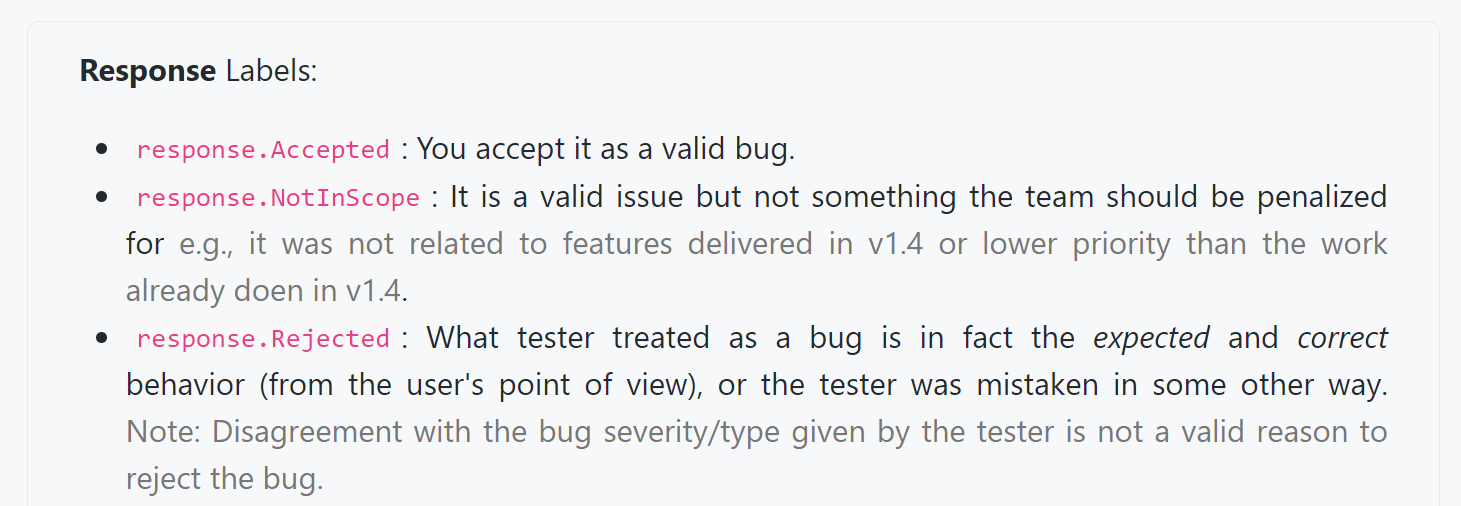 Response Labels:
response.Accepted : You accept it as a valid bug.
response.NotInScope : It is a valid issue but not something the team should be penalized
for e.g., it was not related to features delivered in v1.4 or lower priority than the work
already doen in v1.4.
response.Rejected : What tester treated as a bug is in fact the expected and correct
behavior (from the user's point of view), or the tester was mistaken in some other way.
Note: Disagreement with the bug severity/type given by the tester is not a valid reason to
reject the bug.